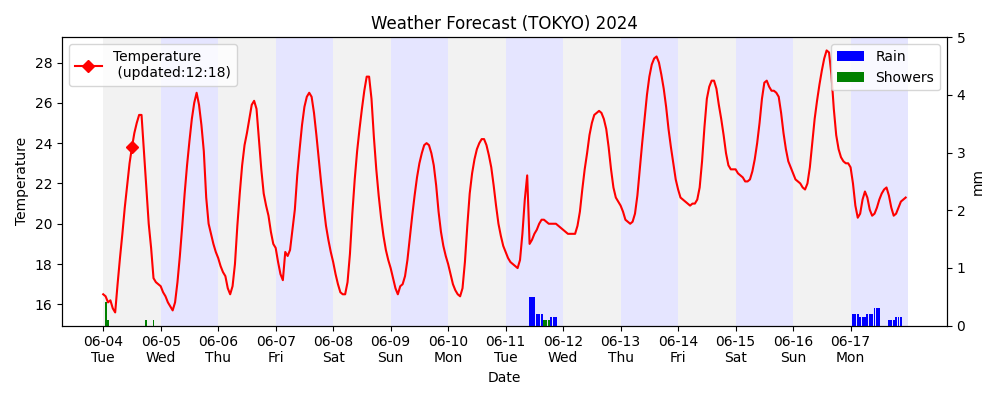 Weather Forecast (TOKYO) 2024
Temperature
(updated:12:18)
Rain
Showers
Temperature
28
26
24
22
20
18
16
5
4
3
2
1
0
mm
06-04 06-05 06-06 06-07 06-08 06-09 06-10 06-11 06-12 06-13 06-14 06-15 06-16 06-17
Tue Wed Thu Fri Sat Sun Mon Tue Wed Thu Fri Sat Sun Mon
Date